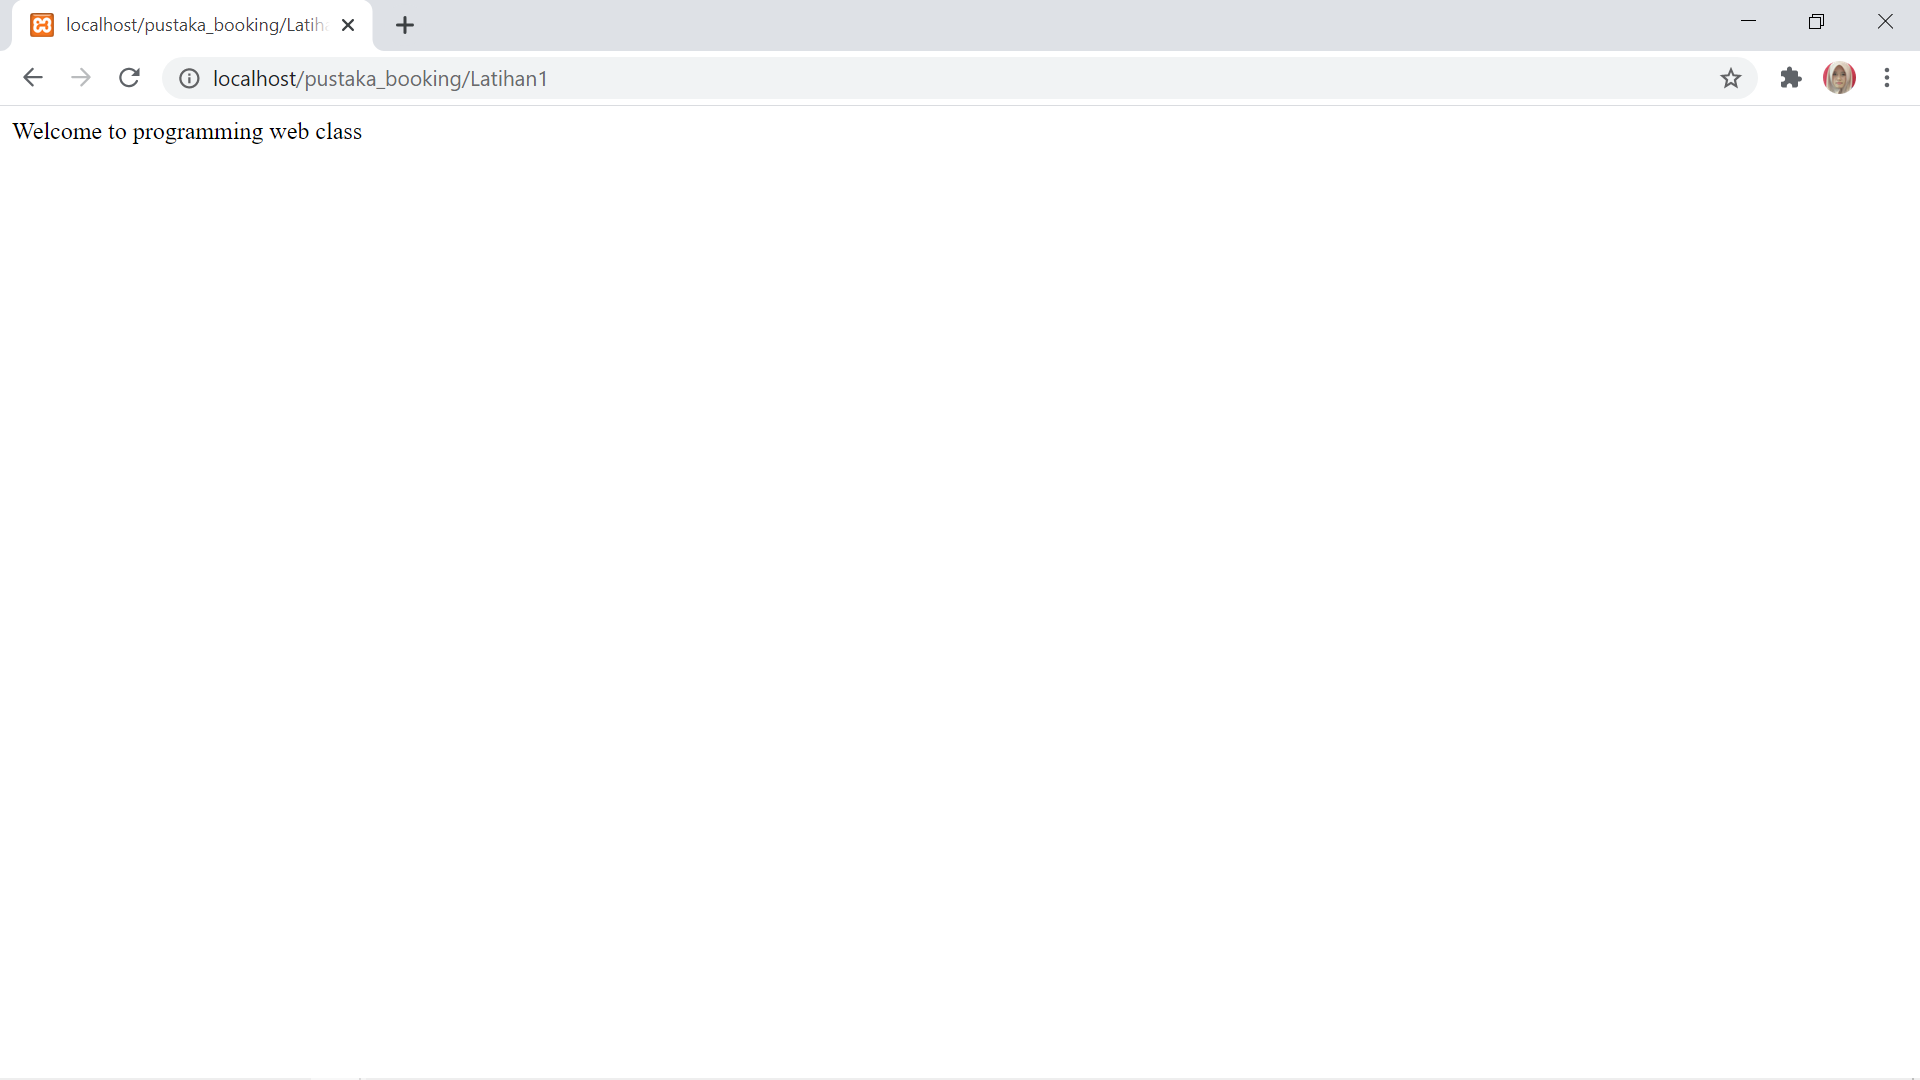 localhost/pustaka_booking/Latih
localhost/pustaka_booking/Latihan1
Welcome to programming web class